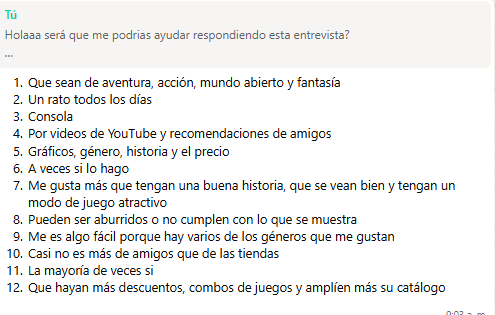 Tú
Holaaa será que me podrias ayudar respondiendo esta entrevista?
...
1. Que sean de aventura, acción, mundo abierto y fantasía
2. Un rato todos los días
3. Consola
4. Por videos de YouTube y recomendaciones de amigos
5. Gráficos, género, historia y el precio
6. A veces si lo hago
7. Me gusta más que tengan una buena historia, que se vean bien y tengan un
modo de juego atractivo
8. Pueden ser aburridos o no cumplen con lo que se muestra
9. Me es algo fácil porque hay varios de los géneros que me gustan
10. Casi no es más de amigos que de las tiendas
11. La mayoría de veces si
12. Que hayan más descuentos, combos de juegos y amplíen más su catálogo